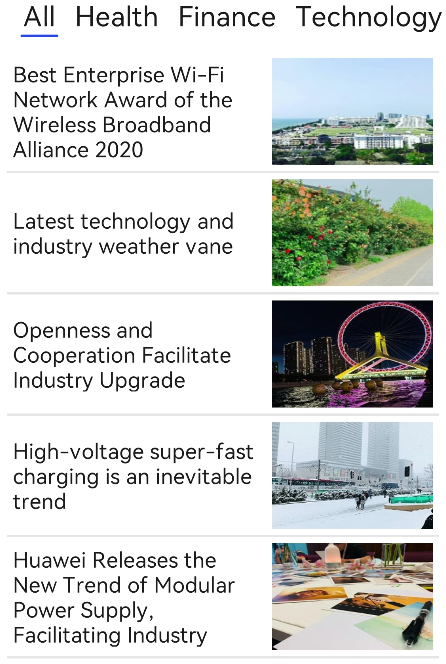 All Health Finance Technology
Best Enterprise Wi-Fi
Network Award of the
Wireless Broadband
Alliance 2020
Latest technology and
industry weather vane
Openness and
Cooperation Facilitate
Industry Upgrade
High-voltage super-fast
charging is an inevitable
trend
Huawei Releases the
New Trend of Modular
Power Supply,
Facilitating Industry